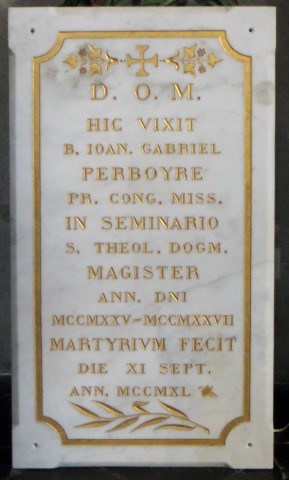 D. O. M.
HIC VIXIT
B. IOAN. GABRIEL
PERBOYRE
PR. CONG. MISS.
IN SEMINARIO
S. THEOL. DOGM.
MAGISTER
ANN. DNI
MCCMXXV–MCCMXXVII
MARTYRIVM FECIT
DIE XI SEPT.
ANN. MCCMXL